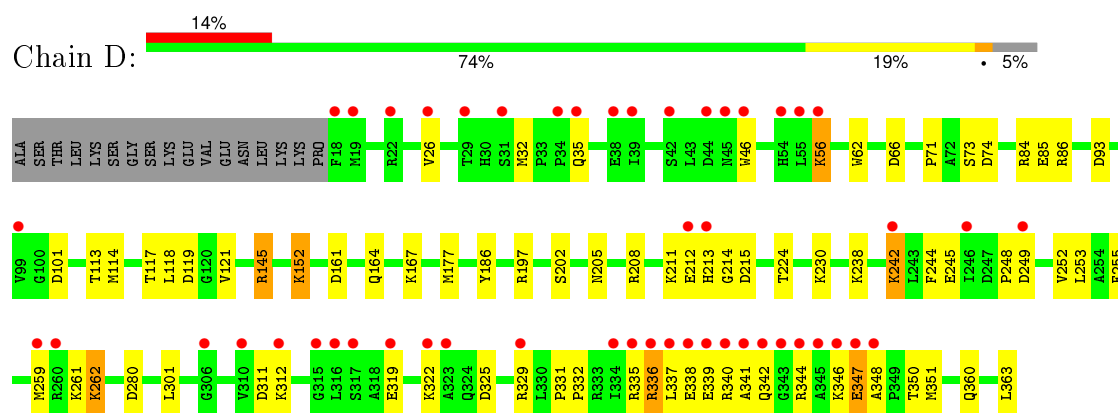 14%
Chain D:
74% 19% • 5%
ALA SER THR LEU LYS SER GLY SER LYS GLU VAL GLU ASN LEU LYS LYS PRO F18 M19 R22 V26 T29 H30 S31 M32 P33 P34 Q35 E38 I39 S42 L43 D44 N45 W46 H54 L55 K56 W62 D66 P71 A72 S73 D74 R84 E85 R86 D93
V99 G100 D101 T113 M114 T117 L118 D119 G120 V121 R145 K152 D161 Q164 K167 M177 Y186 R197 S202 N205 R208 K211 E212 H213 G214 D215 T224 K230 K238 K242 L243 F244 E245 I246 D247 P248 D249 V252 L253 A254
M259 R260 K261 K262 D280 L301 G306 V310 D311 K312 G315 L316 S317 A318 E319 K322 A323 Q324 D325 R329 L330 P331 P332 R333 I334 R335 R336 L337 E338 E339 R340 A341 Q342 G343 R344 A345 K346 E347 A348 P349 T350 M351 Q360 L363